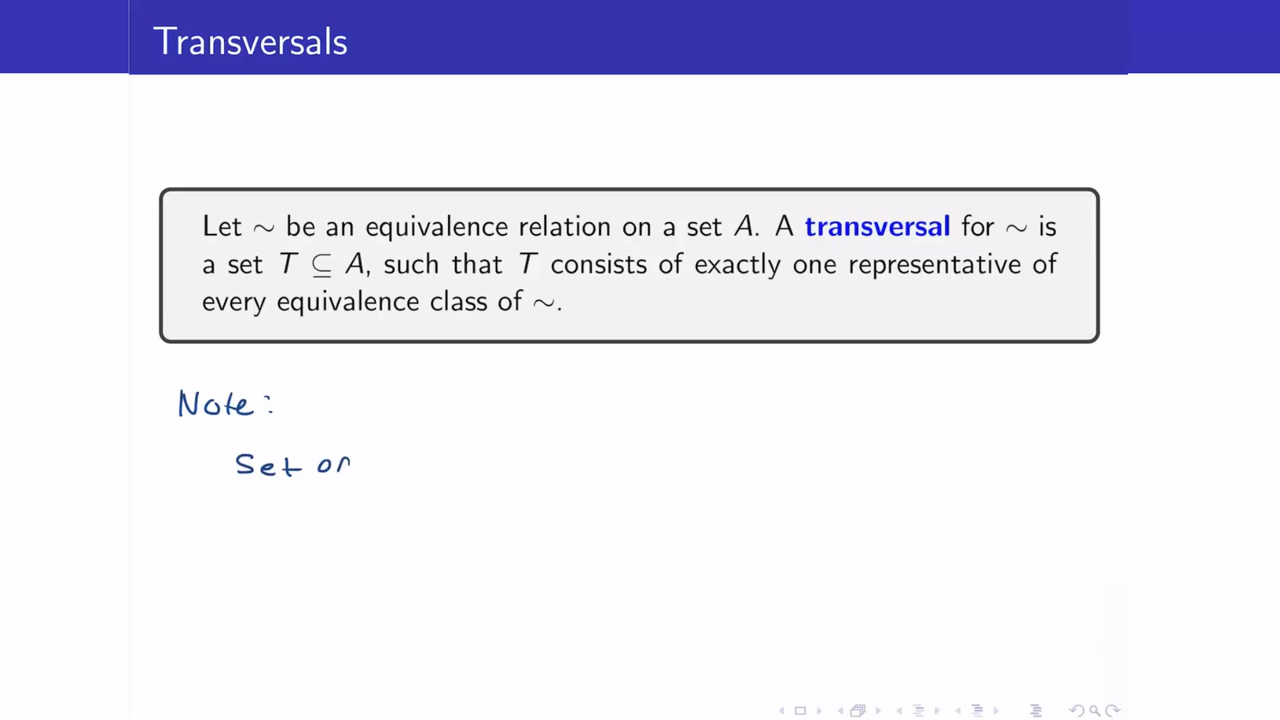 Transversals
Let ∼ be an equivalence relation on a set A. A transversal for ∼ is
a set T ⊆ A, such that T consists of exactly one representative of
every equivalence class of ∼.
Note:
Set or